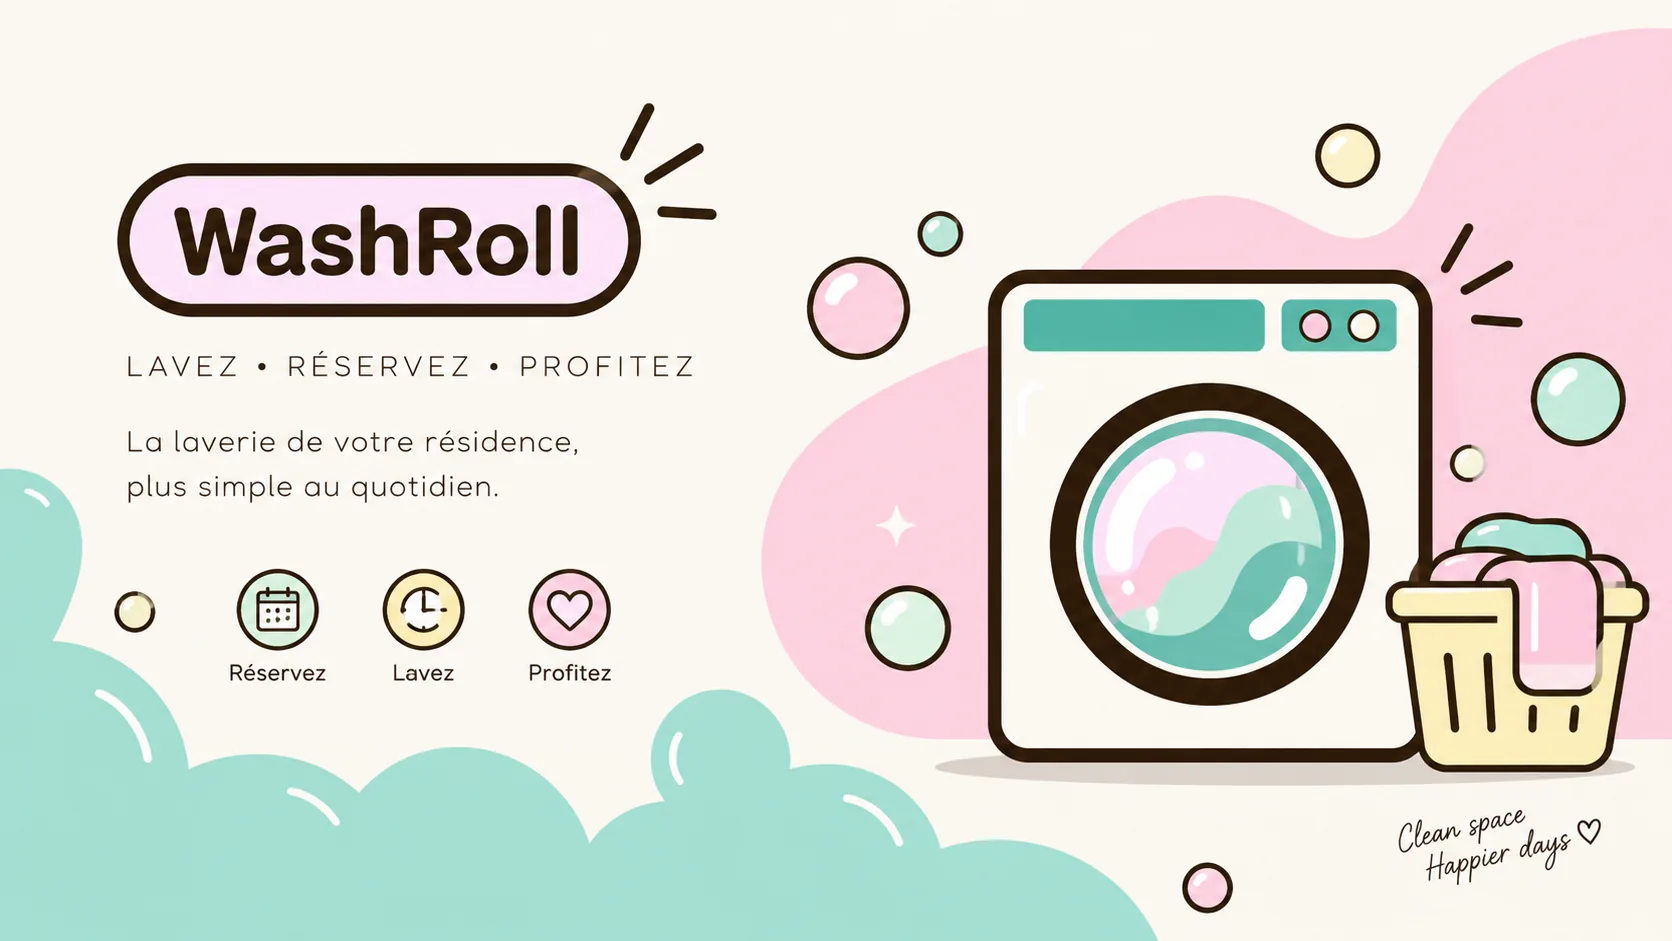 WashRoll
LAVEZ • RÉSERVEZ • PROFITEZ
La laverie de votre résidence,
plus simple au quotidien.
Réservez
Lavez
Profitez
Clean space
Happier days